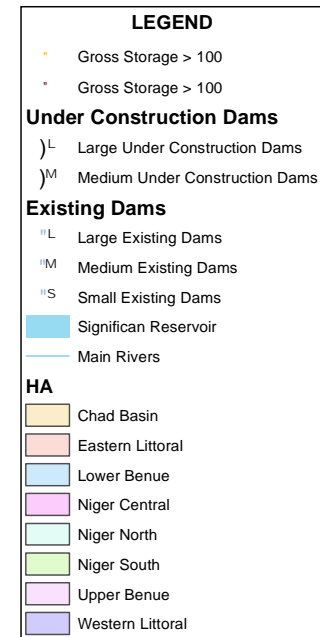 LEGEND
" Gross Storage > 100
" Gross Storage > 100
Under Construction Dams
)L Large Under Construction Dams
)M Medium Under Construction Dams
Existing Dams
"L Large Existing Dams
"M Medium Existing Dams
"S Small Existing Dams
Significan Reservoir
Main Rivers
HA
Chad Basin
Eastern Littoral
Lower Benue
Niger Central
Niger North
Niger South
Upper Benue
Western Littoral